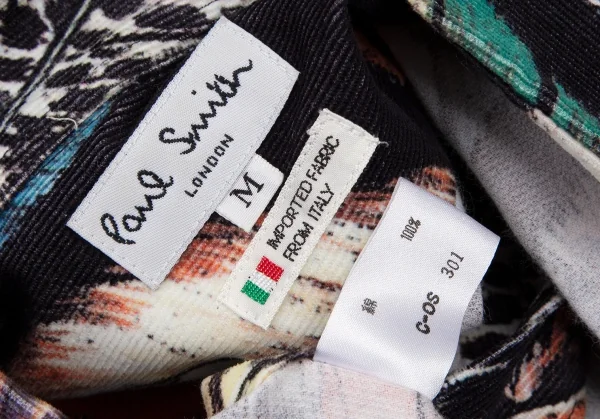 Paul Smith
LONDON
M
IMPORTED FABRIC
FROM ITALY
100%
綿
C-OS 301